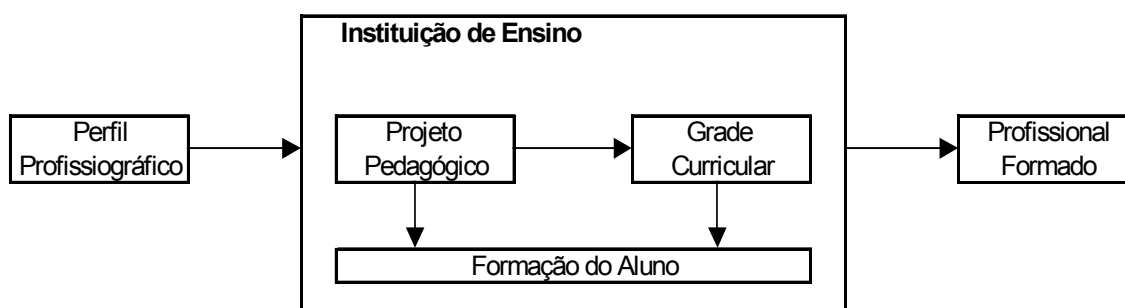 Instituição de Ensino
Perfil
Profissiográfico
Projeto
Pedagógico
Grade
Curricular
Profissional
Formado
Formação do Aluno